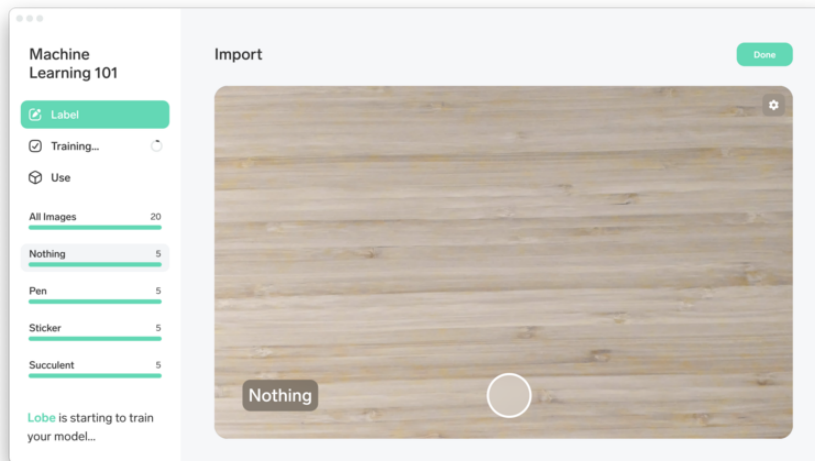 Machine
Learning 101
Label
Training...
Use
All Images 20
Nothing 5
Pen 5
Sticker 5
Succulent 5
Lobe is starting to train
your model...
Import
Done
Nothing